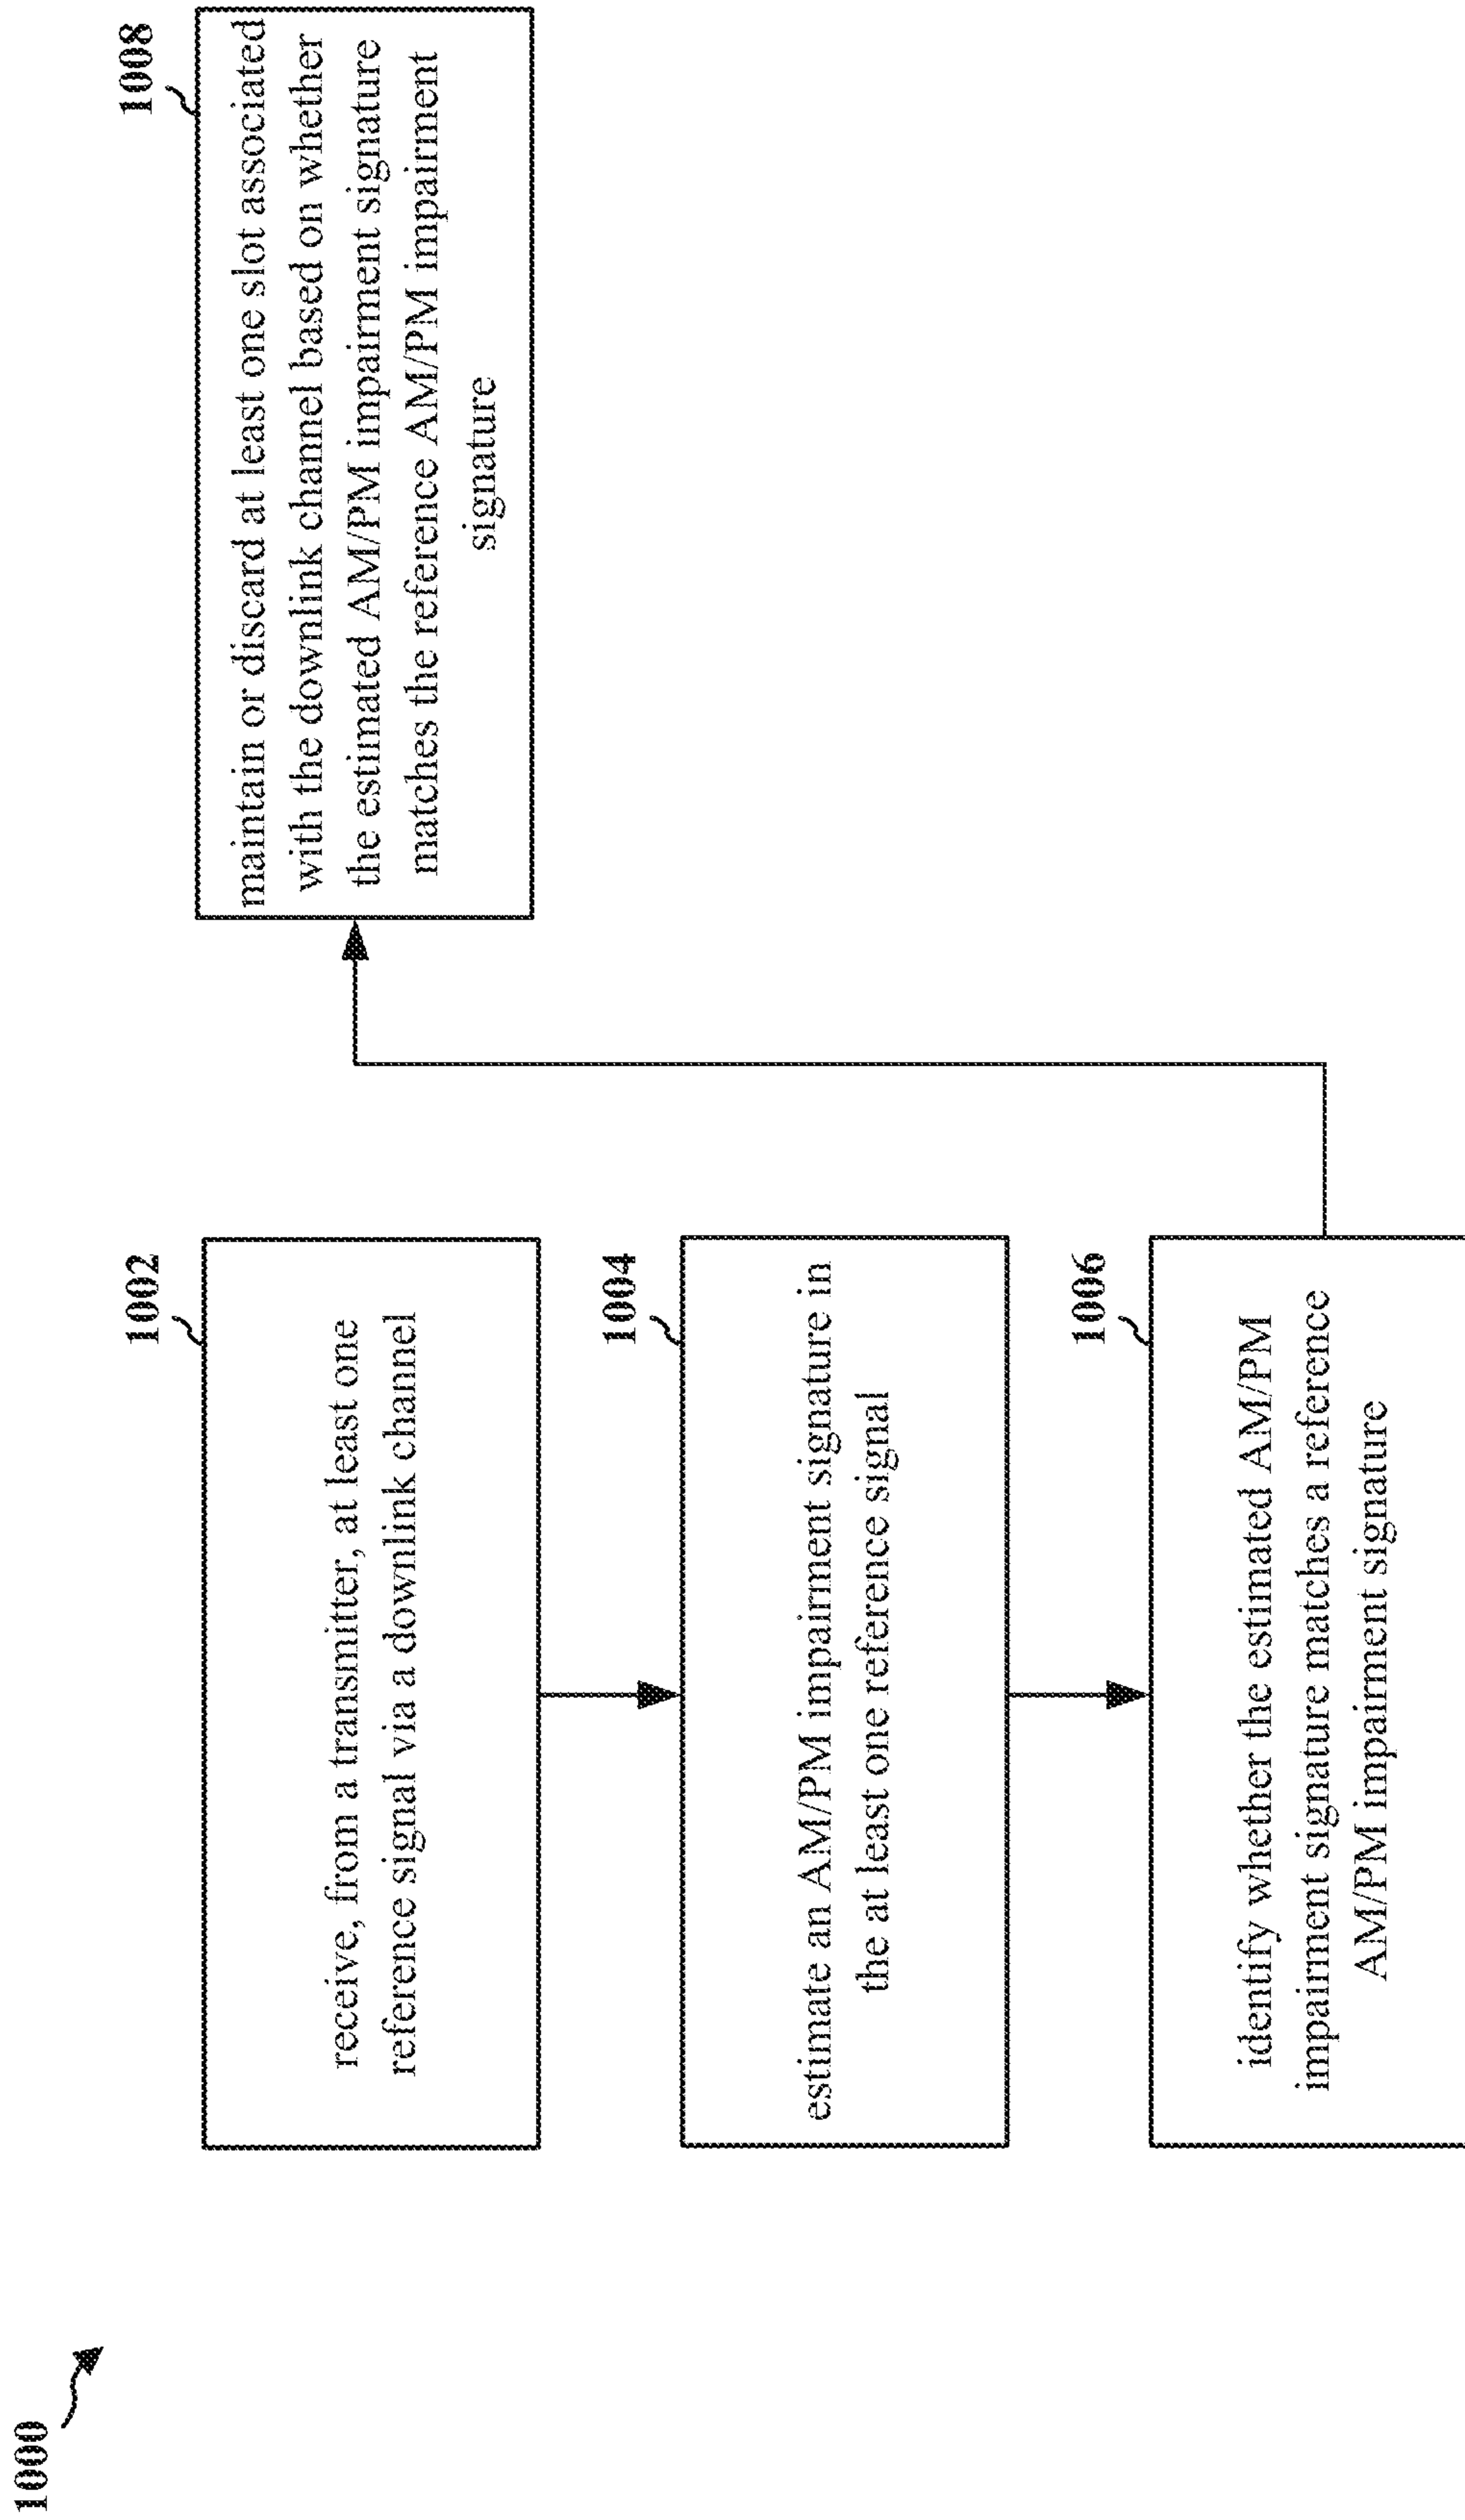 1000
1002
receive, from a transmitter, at least one
reference signal via a downlink channel
1004
estimate an AM/PM impairment signature in
the at least one reference signal
1006
identify whether the estimated AM/PM
impairment signature matches a reference
AM/PM impairment signature
1008
maintain or discard at least one slot associated
with the downlink channel based on whether
the estimated AM/PM impairment signature
matches the reference AM/PM impairment
signature